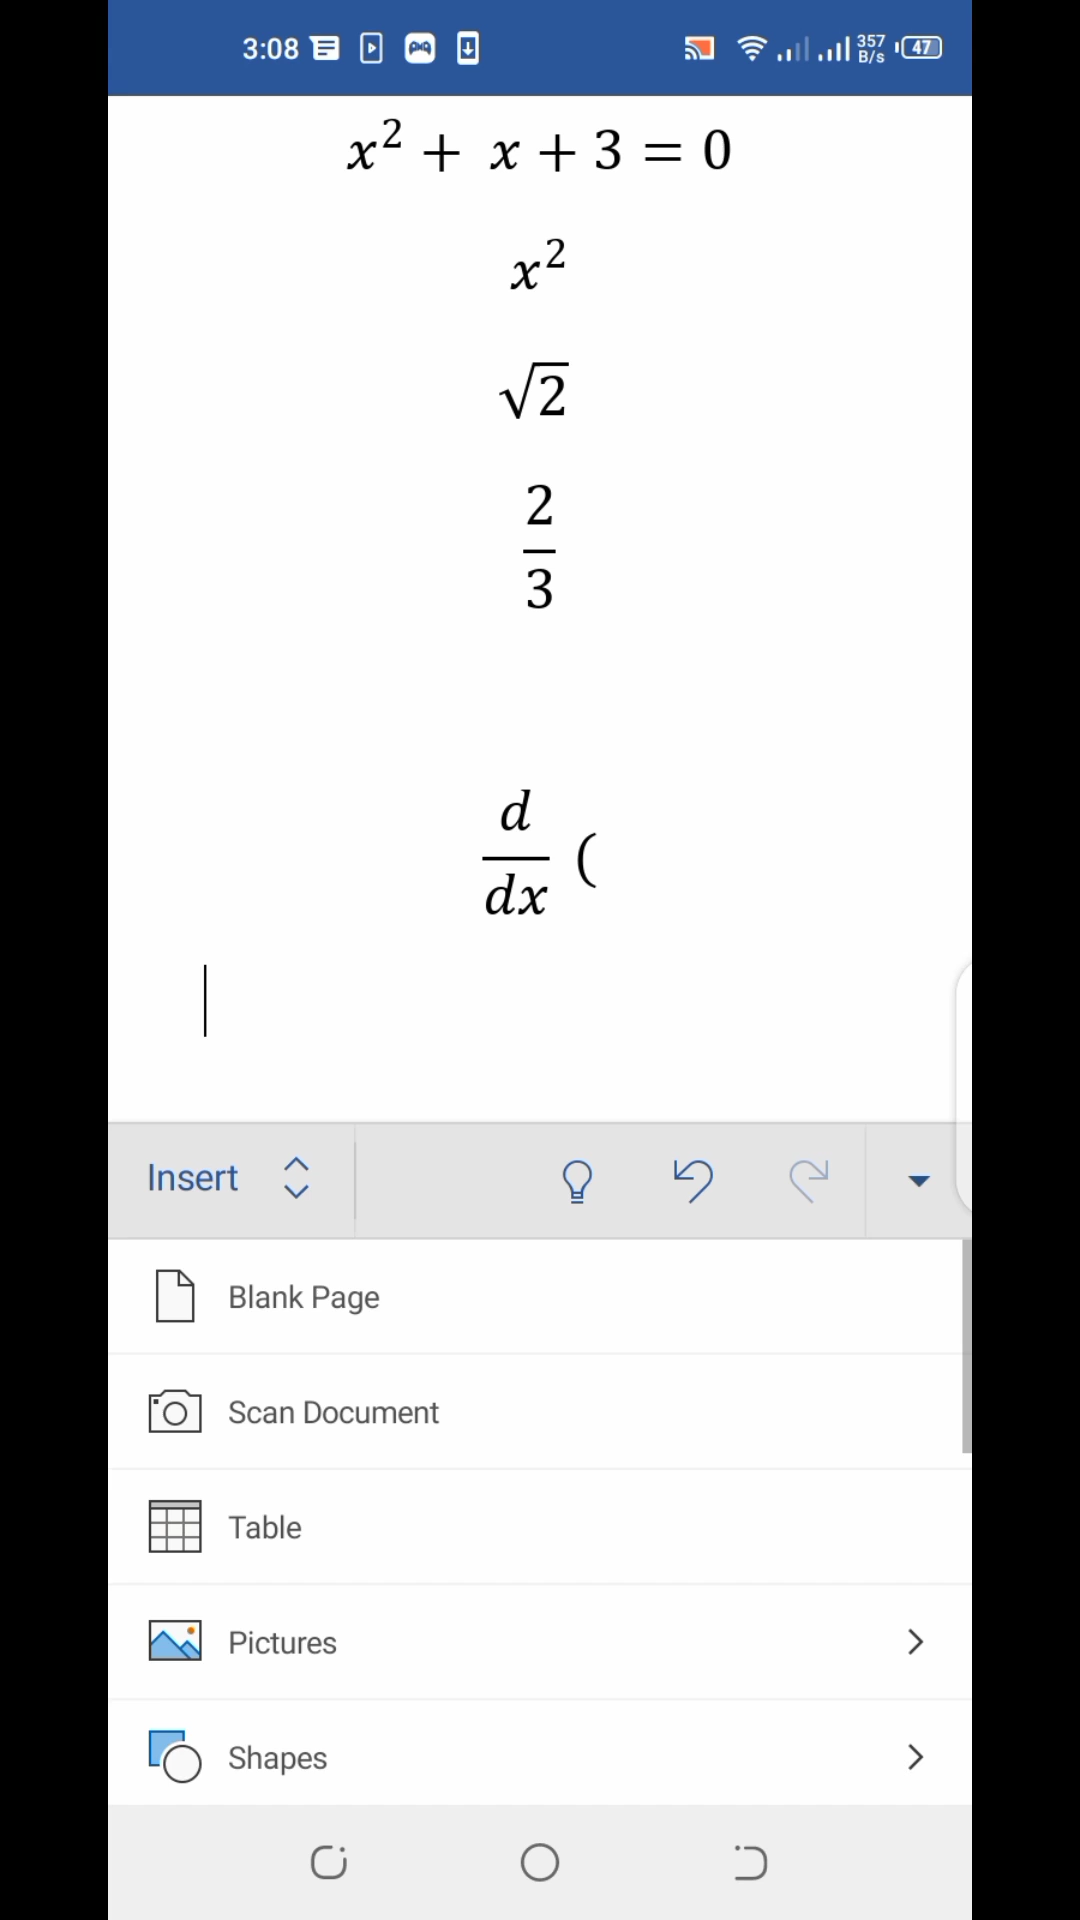 3:08 357 B/s 47
x² + x + 3 = 0
x²
√2
2
3
d
dx (
Insert
Blank Page
Scan Document
Table
Pictures
Shapes